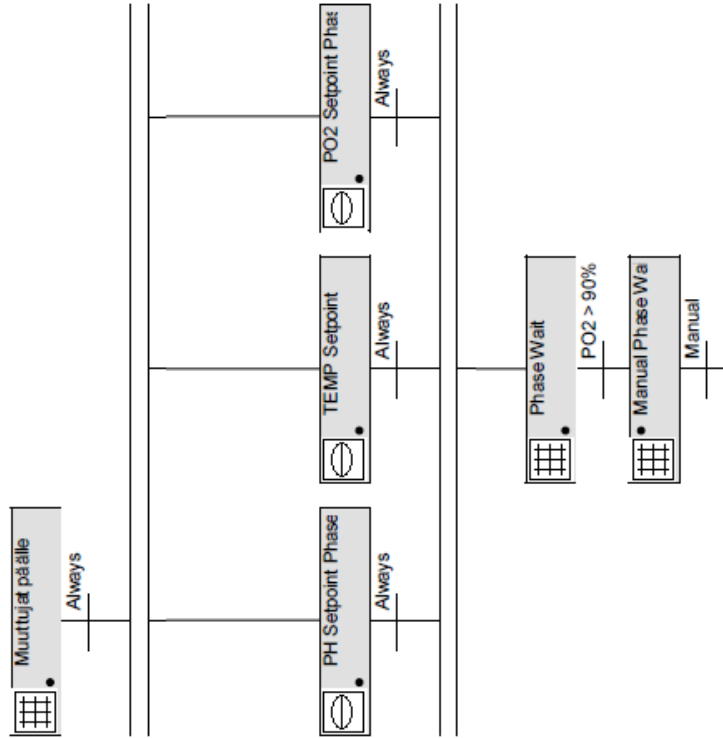 Muuttujat päälle
Always
PH Setpoint Phase
Always
TEMP Setpoint
Always
PO2 Setpoint Phas
Always
Phase Wait
PO2 > 90%
Manual Phase Wa
Manual